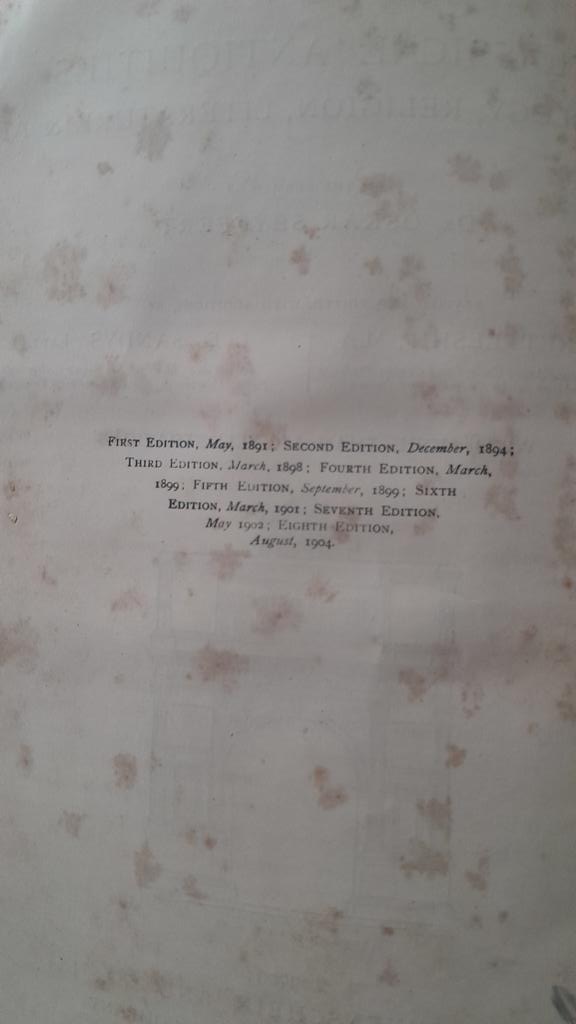 First Edition, May, 1891; Second Edition, December, 1894;
Third Edition, March, 1898; Fourth Edition, March,
1899; Fifth Edition, September, 1899; Sixth
Edition, March, 1901; Seventh Edition,
May 1902; Eighth Edition,
August, 1904.